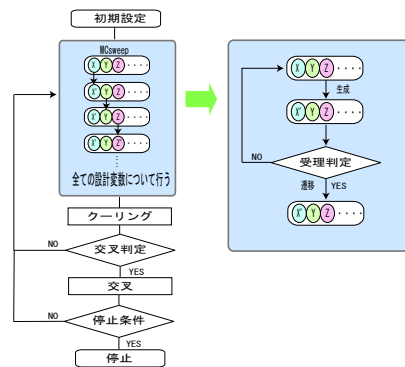 初期設定
MCsweep
X Y Z ・・・・
X' Y Z ・・・・
X' Y' Z ・・・・
X' Y' Z' ・・・・
全ての設計変数について行う
クーリング
交叉判定
NO
YES
交叉
停止条件
NO
YES
停止
X Y Z ・・・・
生成
X' Y Z ・・・・
受理判定
NO
遷移 YES
X' Y Z ・・・・